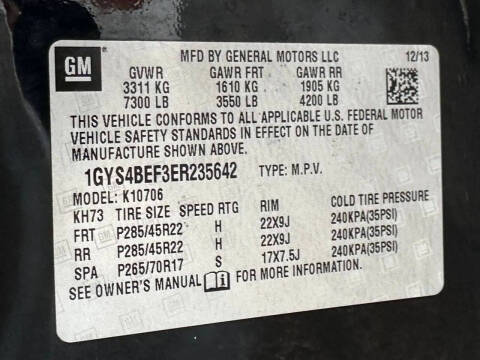 GM
MFD BY GENERAL MOTORS LLC 12/13
GVWR GAWR FRT GAWR RR
3311 KG 1610 KG 1905 KG
7300 LB 3550 LB 4200 LB
THIS VEHICLE CONFORMS TO ALL APPLICABLE U.S. FEDERAL MOTOR
VEHICLE SAFETY STANDARDS IN EFFECT ON THE DATE OF
MANUFACTURE SHOWN ABOVE.
1GYS4BEF3ER235642 TYPE: M.P.V.
MODEL: K10706
KH73 TIRE SIZE SPEED RTG RIM COLD TIRE PRESSURE
FRT P285/45R22 H 22X9J 240KPA(35PSI)
RR P285/45R22 H 22X9J 240KPA(35PSI)
SPA P265/70R17 S 17X7.5J 240KPA(35PSI)
SEE OWNER'S MANUAL FOR MORE INFORMATION.